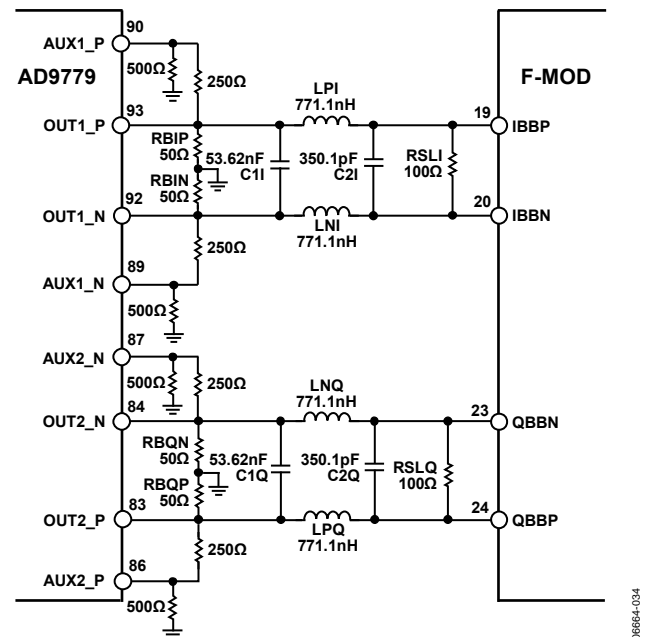 90
AUX1_P
500Ω
250Ω
AD9779
F-MOD
LPI
771.1nH
93
OUT1_P
19
IBBP
RBIP
50Ω
53.62nF
C1I
350.1pF
C2I
RSLI
100Ω
RBIN
50Ω
92
OUT1_N
20
IBBN
LNI
771.1nH
250Ω
89
AUX1_N
500Ω
87
AUX2_N
500Ω
250Ω
LNQ
771.1nH
84
OUT2_N
23
QBBN
RBQN
50Ω
53.62nF
C1Q
350.1pF
C2Q
RSLQ
100Ω
RBQP
50Ω
83
OUT2_P
24
QBBP
LPQ
771.1nH
250Ω
86
AUX2_P
500Ω
06664-034